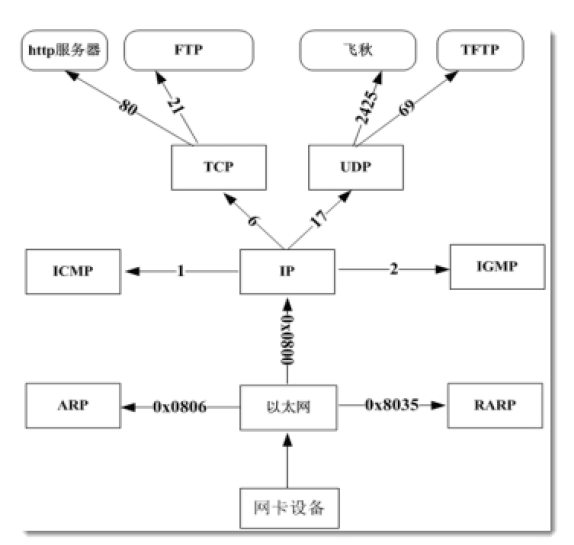 http服务器
FTP
飞秋
TFTP
80
21
2425
69
TCP
UDP
6
17
ICMP
1
IP
2
IGMP
0x0800
ARP
0x0806
以太网
0x8035
RARP
网卡设备